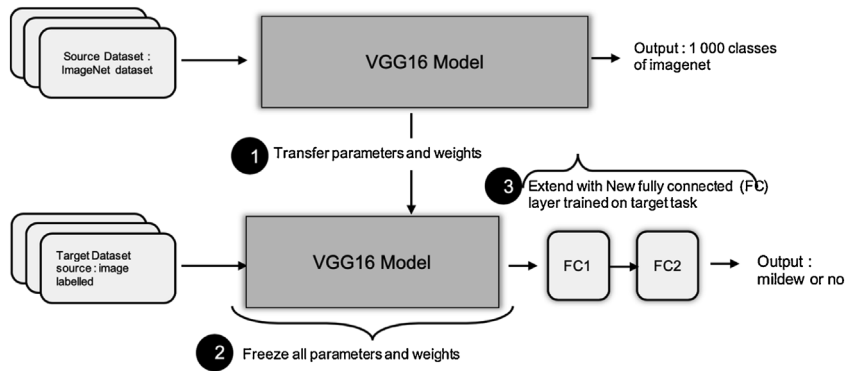 Source Dataset :
ImageNet dataset
VGG16 Model
Output : 1 000 classes
of imagenet
1 Transfer parameters and weights
3 Extend with New fully connected (FC)
layer trained on target task
Target Dataset
source : image
labelled
VGG16 Model
FC1
FC2
Output :
mildew or no
2 Freeze all parameters and weights